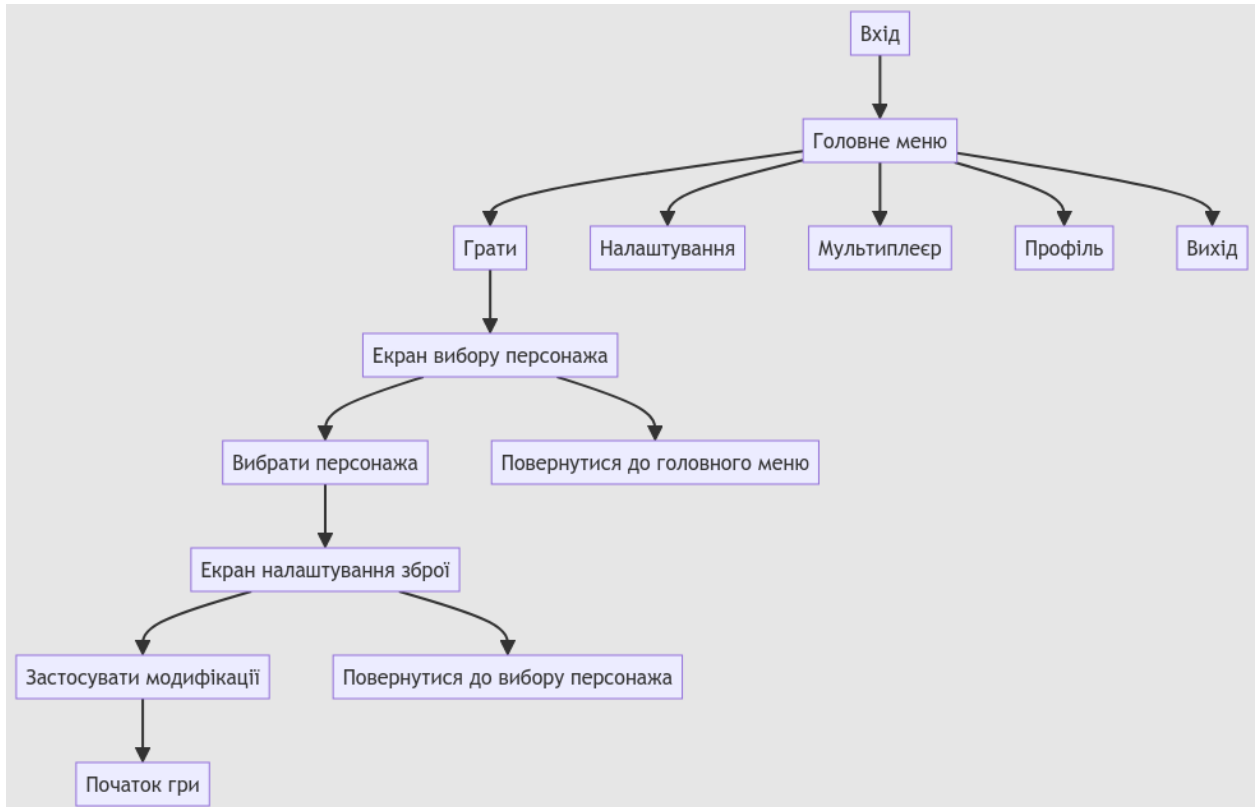 Вхід
Головне меню
Грати
Налаштування
Мультиплеєр
Профіль
Вихід
Екран вибору персонажа
Вибрати персонажа
Повернутися до головного меню
Екран налаштування зброї
Застосувати модифікації
Повернутися до вибору персонажа
Початок гри